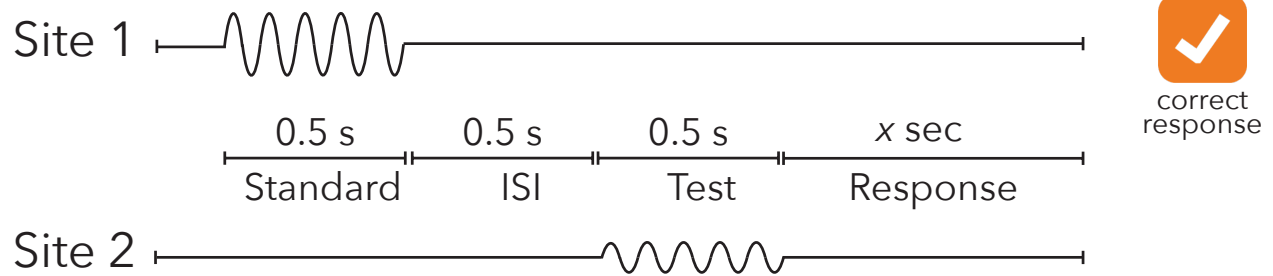 Site 1
correct
response
0.5 s 0.5 s 0.5 s x sec
Standard ISI Test Response
Site 2